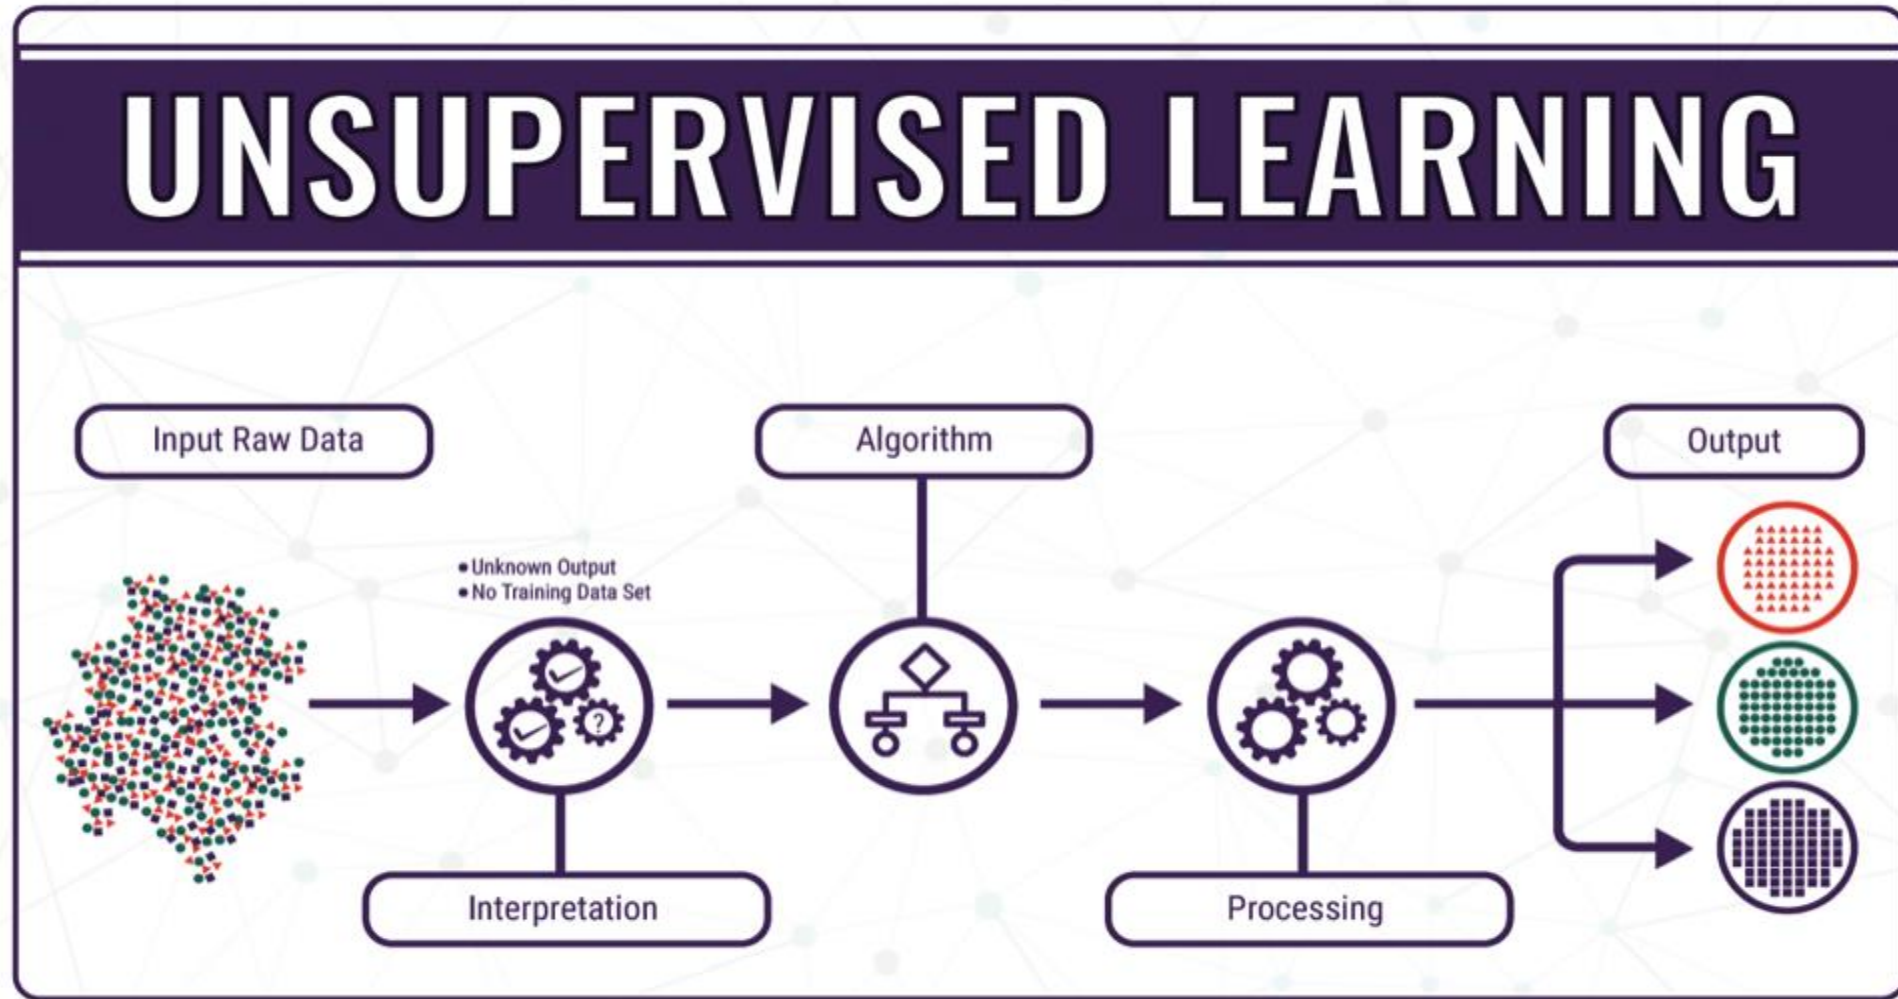 UNSUPERVISED LEARNING
Input Raw Data
Algorithm
Output
• Unknown Output
• No Training Data Set
?
Interpretation
Processing